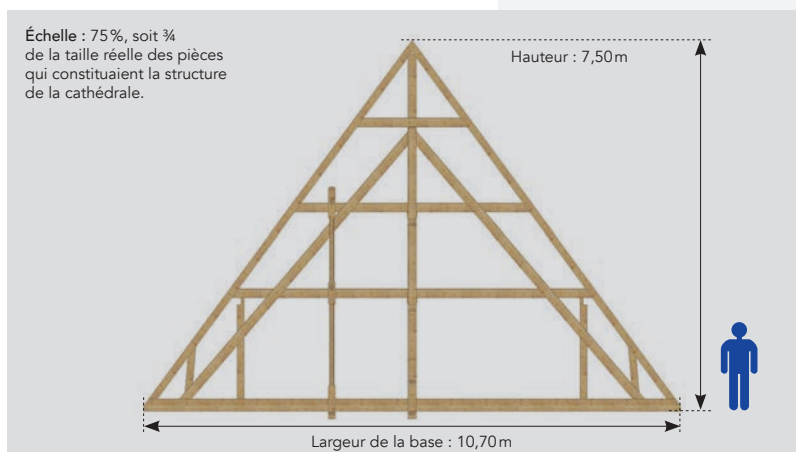 Échelle : 75 %, soit ¾
de la taille réelle des pièces
qui constituaient la structure
de la cathédrale.
Hauteur : 7,50 m
Largeur de la base : 10,70 m